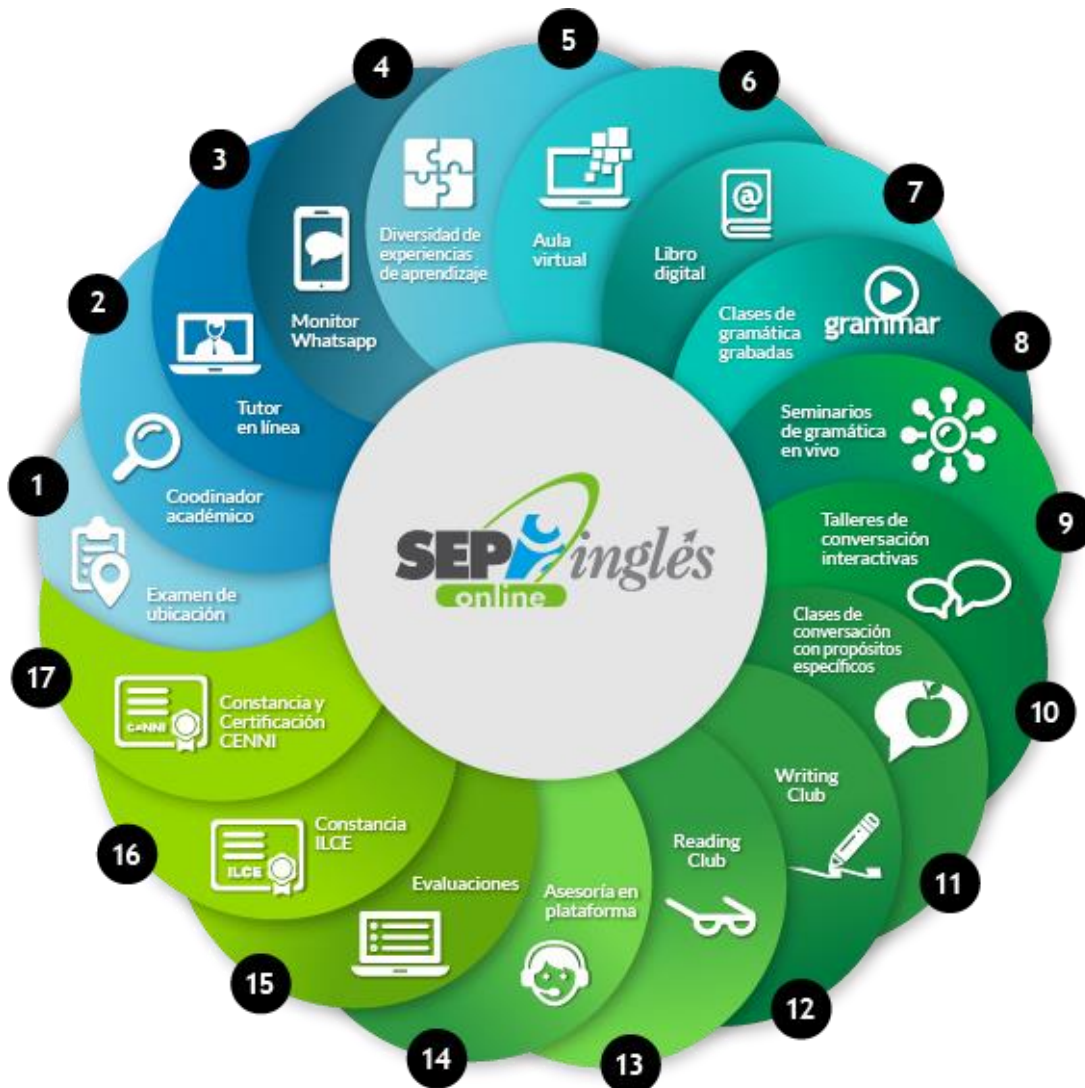 1
Examen de
ubicación
2
Coodinador
académico
3
Tutor
en línea
4
Monitor
Whatsapp
5
Diversidad de
experiencias
de aprendizaje
6
Aula
virtual
7
@
Libro
digital
8
grammar
Clases de
gramática
grabadas
9
Seminarios
de gramática
en vivo
10
Talleres de
conversación
interactivas
11
Clases de
conversación
con propósitos
específicos
12
Writing
Club
13
Reading
Club
14
Asesoría en
plataforma
15
Evaluaciones
16
ILCE
Constancia
ILCE
17
CENNI
Constancia y
Certificación
CENNI
SEP inglés
online